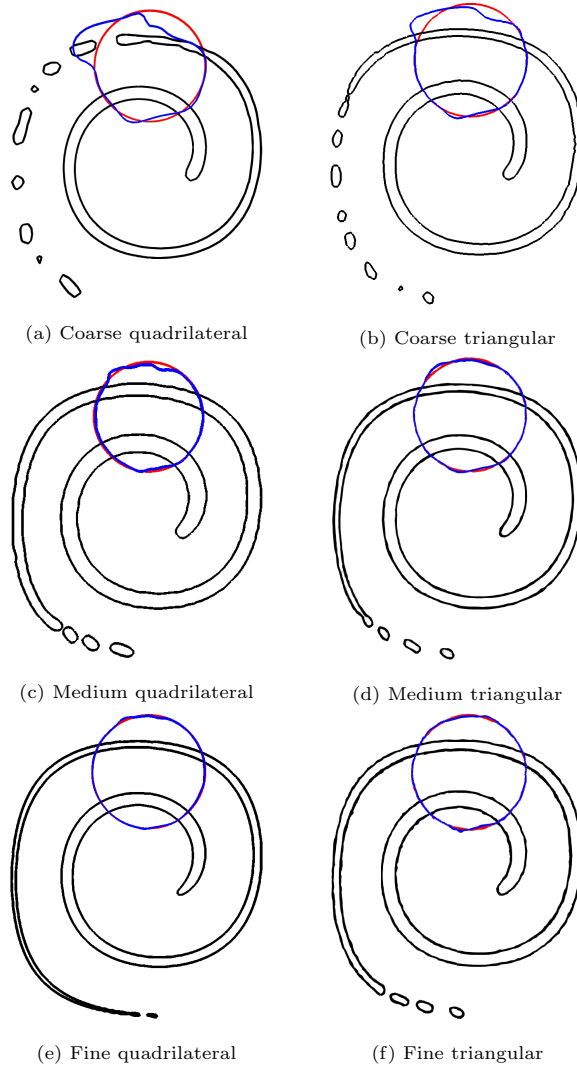 (a) Coarse quadrilateral
(b) Coarse triangular
(c) Medium quadrilateral
(d) Medium triangular
(e) Fine quadrilateral
(f) Fine triangular